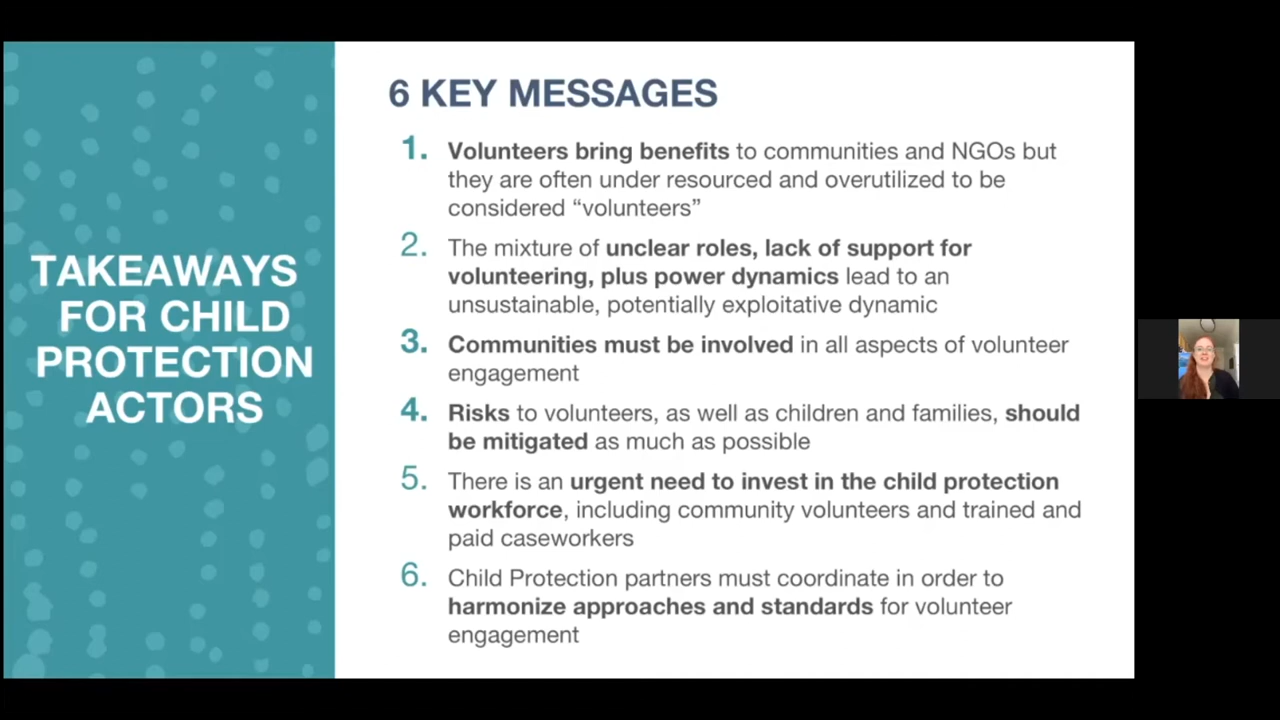 TAKEAWAYS
FOR CHILD
PROTECTION
ACTORS
6 KEY MESSAGES
1. Volunteers bring benefits to communities and NGOs but
they are often under resourced and overutilized to be
considered “volunteers”
2. The mixture of unclear roles, lack of support for
volunteering, plus power dynamics lead to an
unsustainable, potentially exploitative dynamic
3. Communities must be involved in all aspects of volunteer
engagement
4. Risks to volunteers, as well as children and families, should
be mitigated as much as possible
5. There is an urgent need to invest in the child protection
workforce, including community volunteers and trained and
paid caseworkers
6. Child Protection partners must coordinate in order to
harmonize approaches and standards for volunteer
engagement